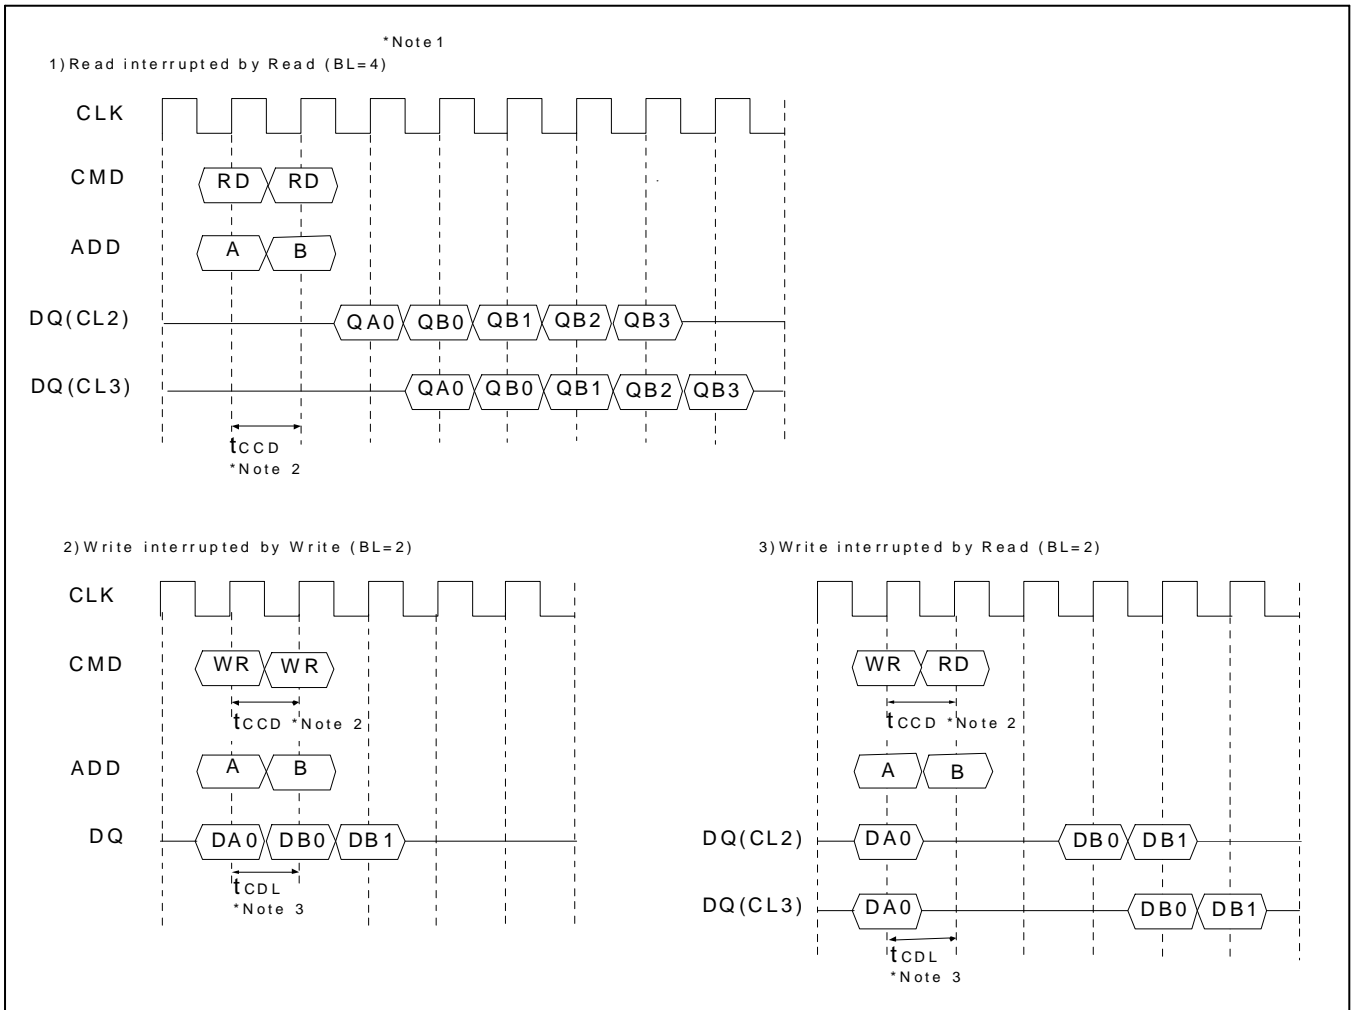 *Note1
1)Read interrupted by Read (BL=4)
CLK
CMD RD RD
ADD A B
DQ(CL2) QA0 QB0 QB1 QB2 QB3
DQ(CL3) QA0 QB0 QB1 QB2 QB3
tCCD
*Note 2
2)Write interrupted by Write (BL=2)
CLK
CMD WR WR
tCCD *Note 2
ADD A B
DQ DA0 DB0 DB1
tCDL
*Note 3
3)Write interrupted by Read (BL=2)
WR RD
tCCD *Note 2
A B
DQ(CL2) DA0 DB0 DB1
DQ(CL3) DA0 DB0 DB1
tCDL
*Note 3